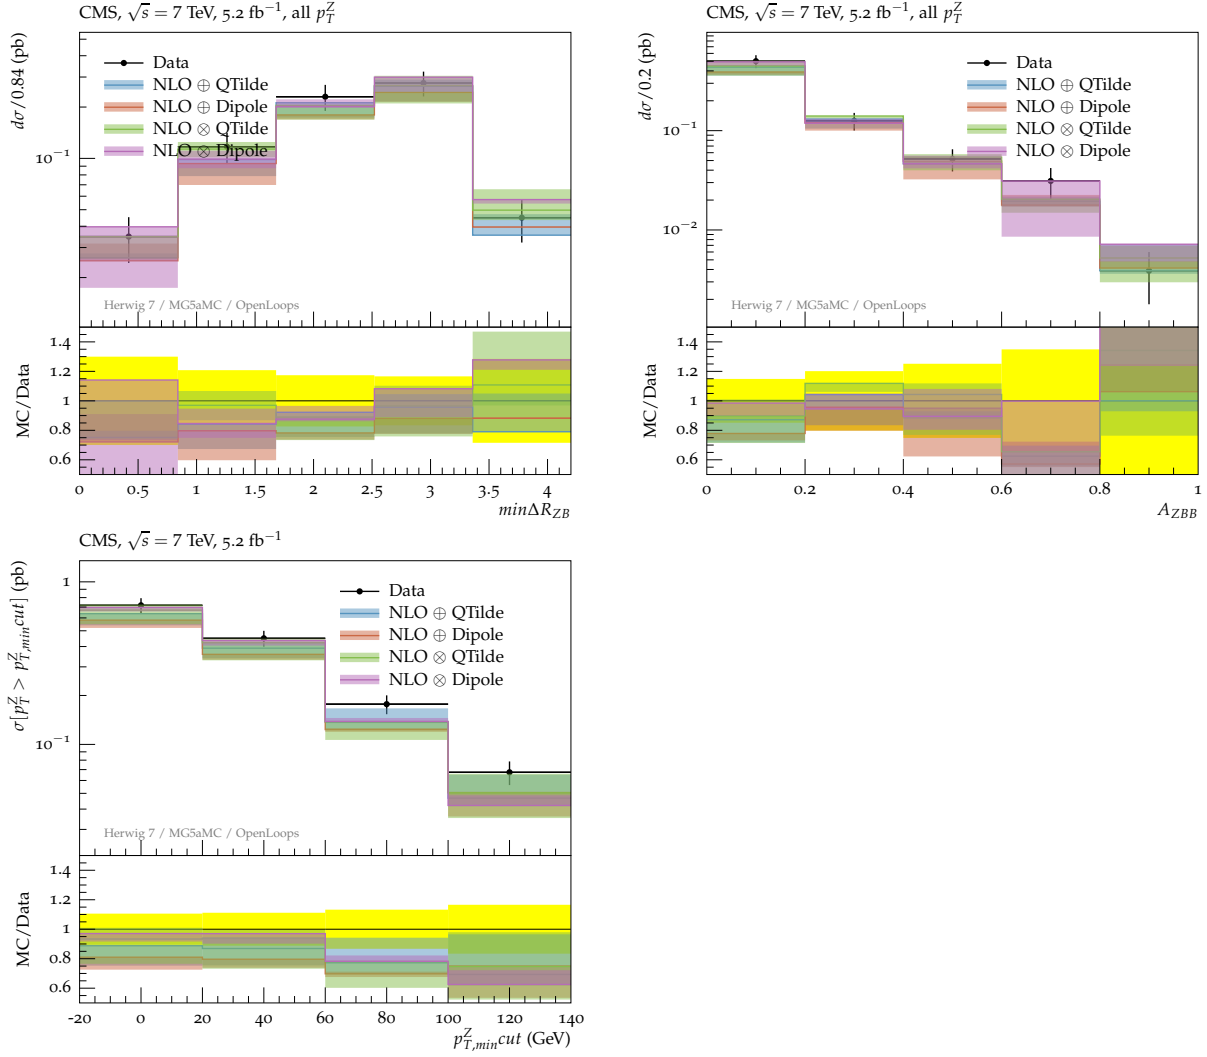 CMS, √s = 7 TeV, 5.2 fb⁻¹, all p_T^Z
dσ/0.84 (pb)
Data
NLO ⊕ QTilde
NLO ⊕ Dipole
NLO ⊗ QTilde
NLO ⊗ Dipole
10⁻¹
Herwig 7 / MG5aMC / OpenLoops
MC/Data
1.4
1.2
1
0.8
0.6
0 0.5 1 1.5 2 2.5 3 3.5 4
minΔR_ZB
CMS, √s = 7 TeV, 5.2 fb⁻¹, all p_T^Z
dσ/0.2 (pb)
Data
NLO ⊕ QTilde
NLO ⊕ Dipole
NLO ⊗ QTilde
NLO ⊗ Dipole
10⁻¹
10⁻²
Herwig 7 / MG5aMC / OpenLoops
MC/Data
1.4
1.2
1
0.8
0.6
0 0.2 0.4 0.6 0.8 1
A_ZBB
CMS, √s = 7 TeV, 5.2 fb⁻¹
σ[p_T^Z > p_{T,min}^Z cut] (pb)
1
Data
NLO ⊕ QTilde
NLO ⊕ Dipole
NLO ⊗ QTilde
NLO ⊗ Dipole
10⁻¹
Herwig 7 / MG5aMC / OpenLoops
MC/Data
1.4
1.2
1
0.8
0.6
-20 0 20 40 60 80 100 120 140
p_{T,min}^Z cut (GeV)